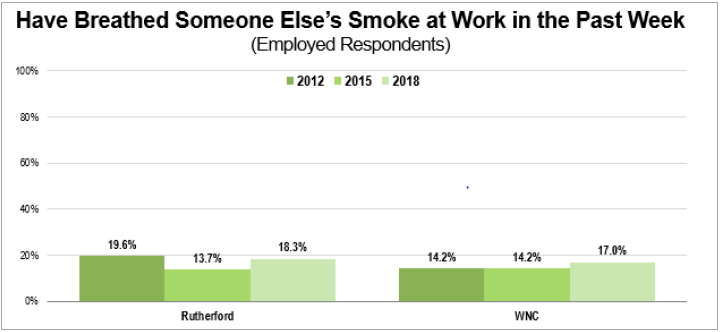 Have Breathed Someone Else's Smoke at Work in the Past Week
(Employed Respondents)
100%
2012 2015 2018
80%
60%
40%
20%
0%
19.6%
13.7%
18.3%
14.2%
14.2%
17.0%
Rutherford
WNC